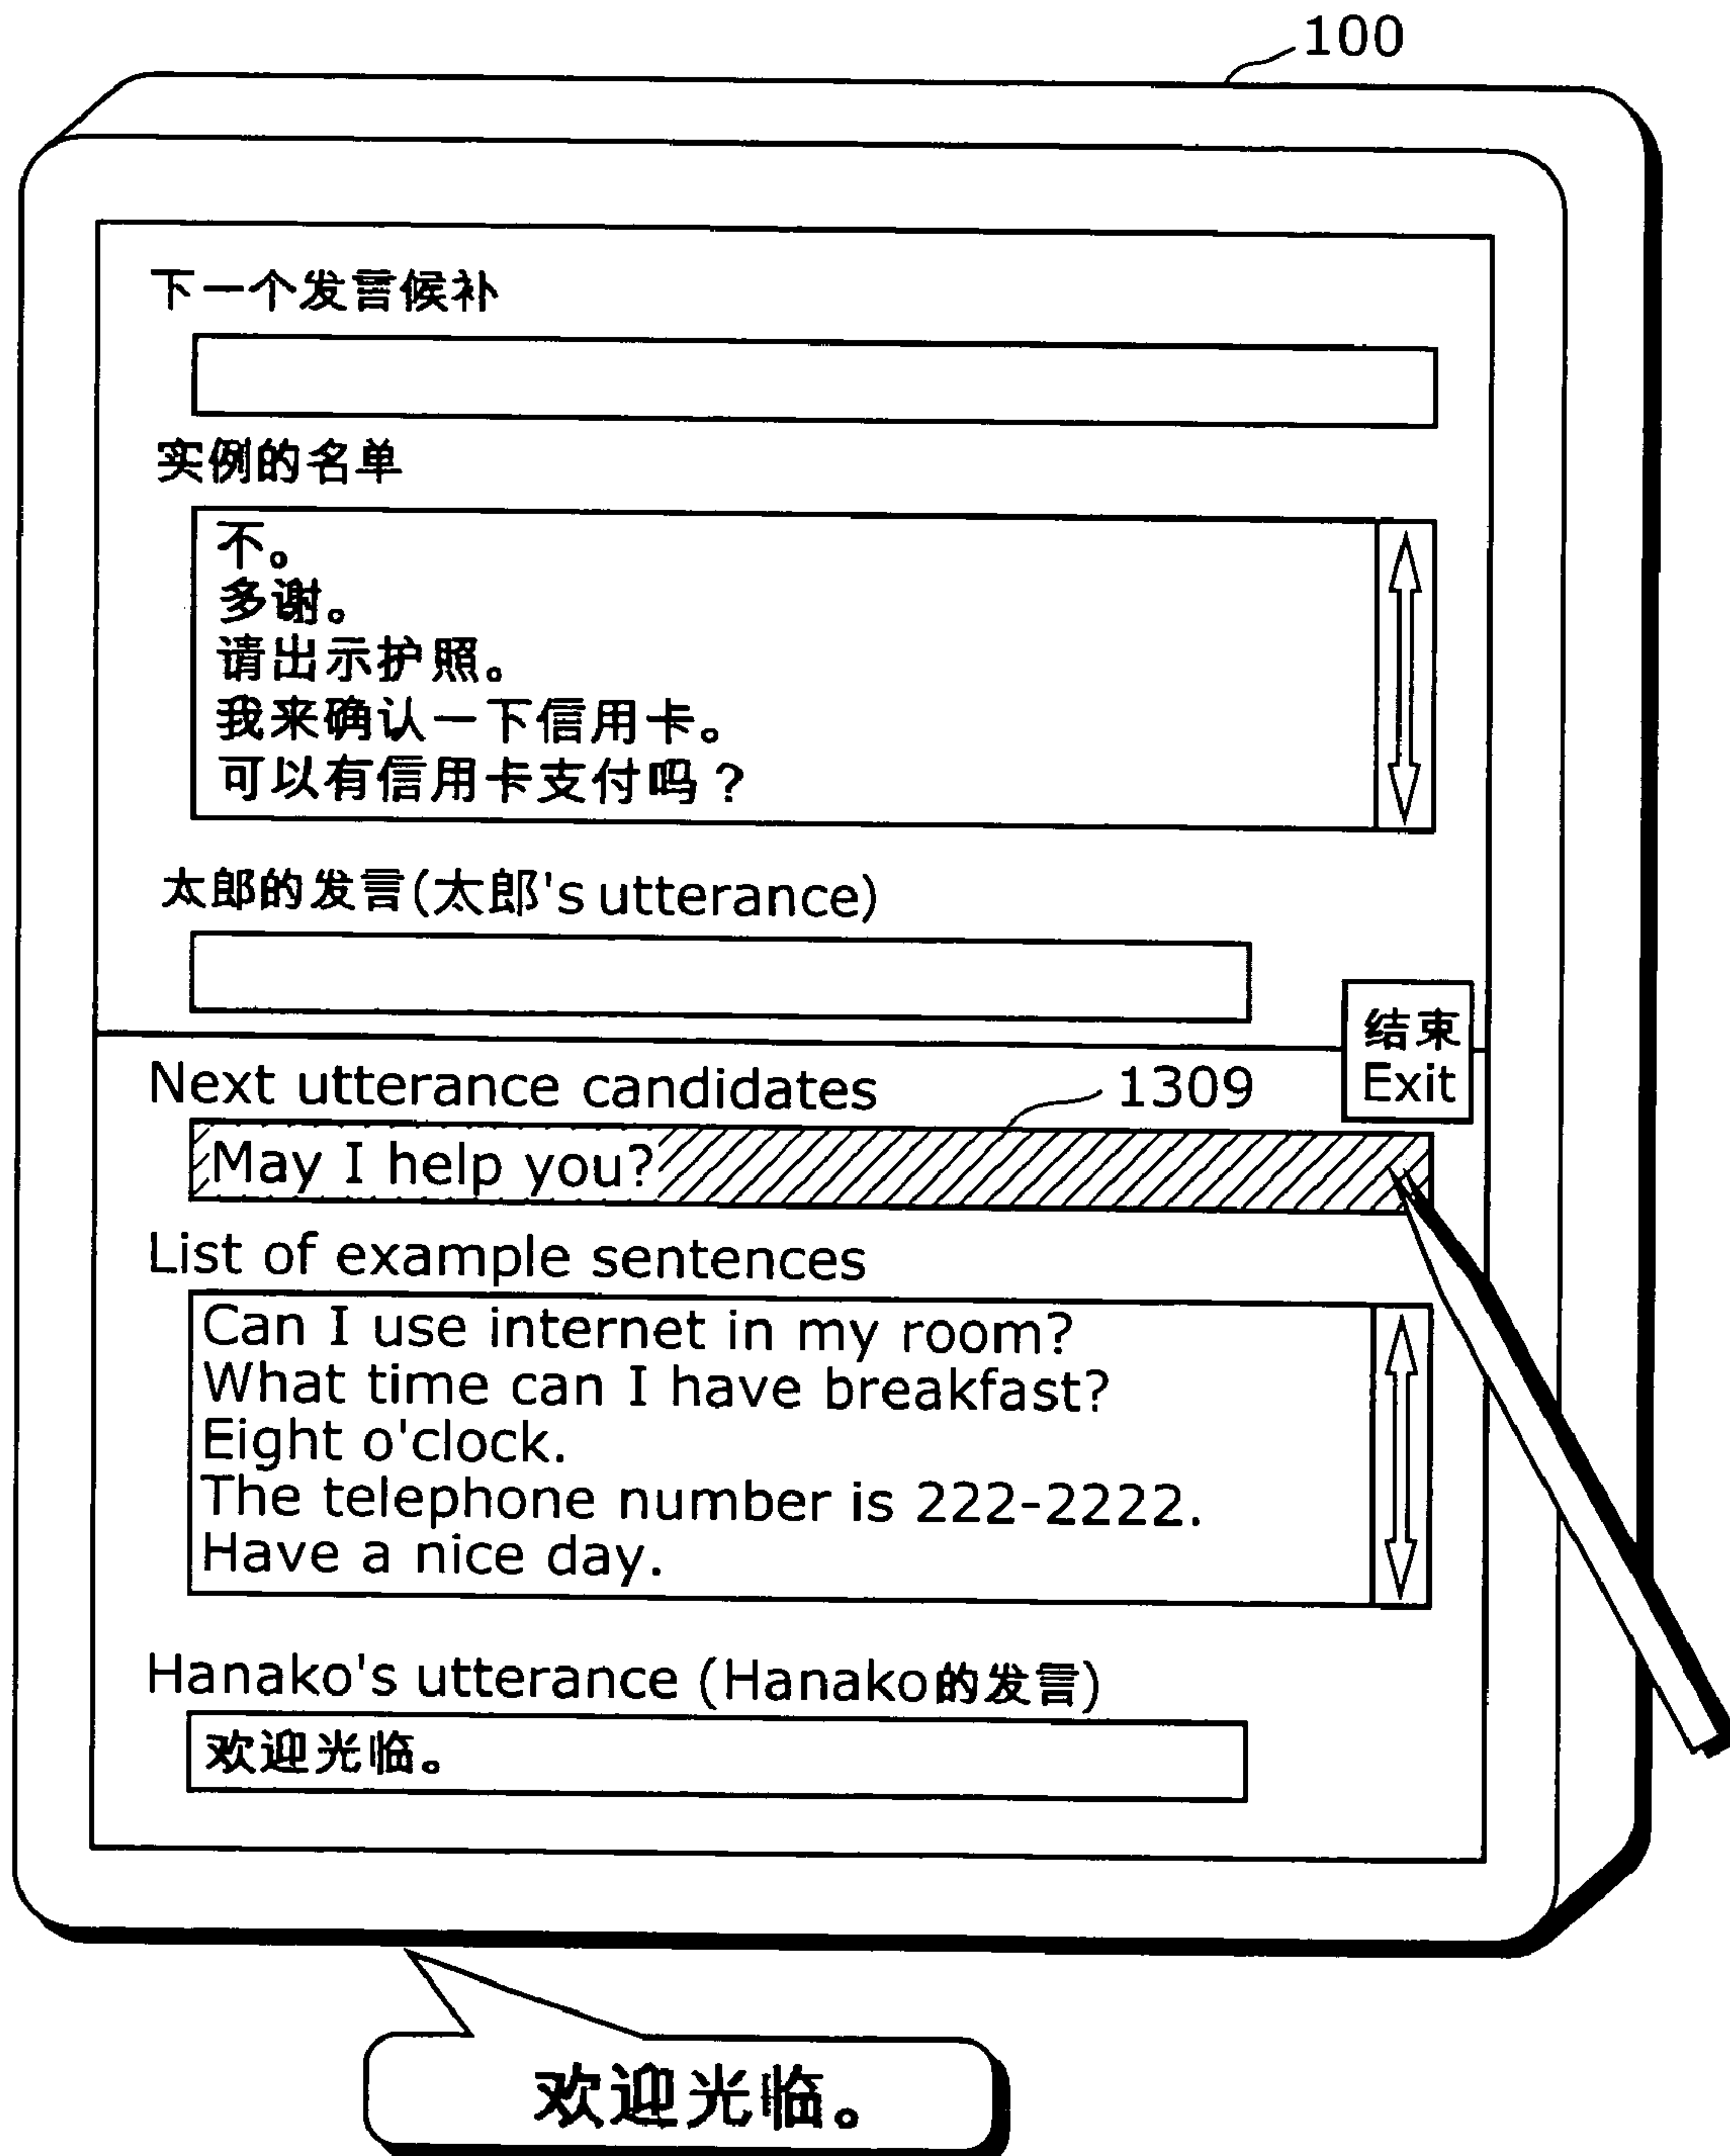 100
下一个发言候补
实例的名单
不。
多谢。
请出示护照。
我来确认一下信用卡。
可以有信用卡支付吗？
太郎的发言(太郎's utterance)
结束
Exit
Next utterance candidates
1309
May I help you?
List of example sentences
Can I use internet in my room?
What time can I have breakfast?
Eight o'clock.
The telephone number is 222-2222.
Have a nice day.
Hanako's utterance (Hanako的发言)
欢迎光临。
欢迎光临。